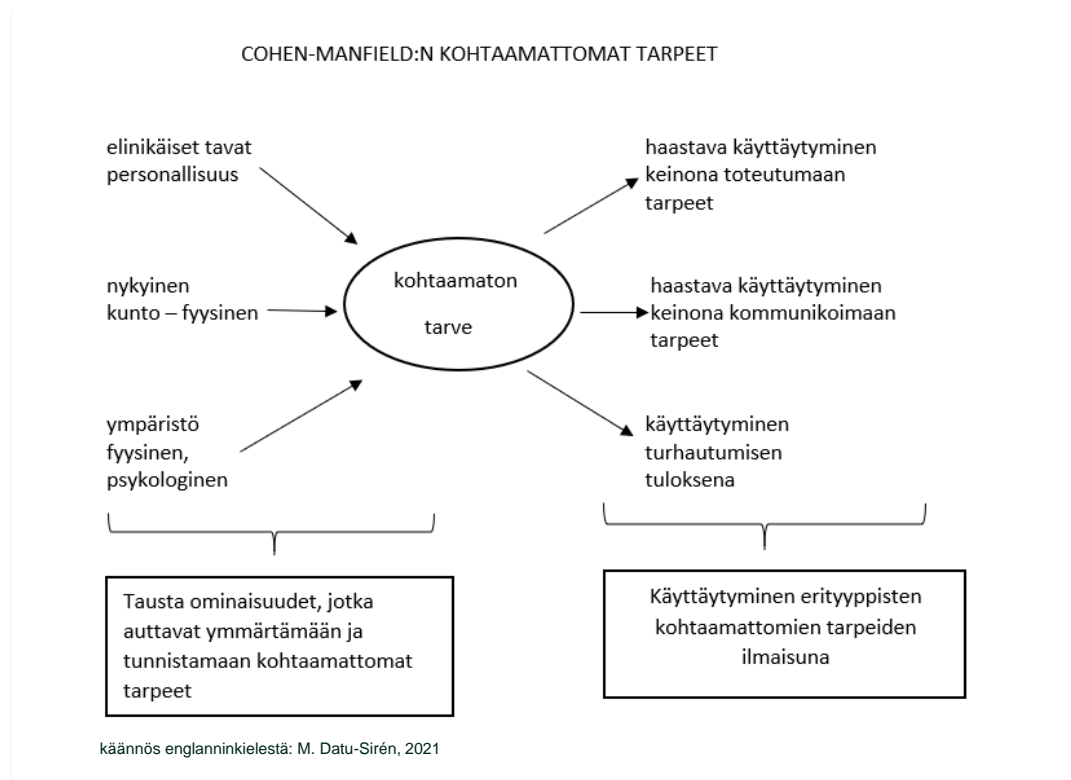 COHEN-MANFIELD:N KOHTAAMATTOMAT TARPEET
elinikäiset tavat
personallisuus
nykyinen
kunto – fyysinen
ympäristö
fyysinen,
psykologinen
kohtaamaton
tarve
haastava käyttäytyminen
keinona toteutumaan
tarpeet
haastava käyttäytyminen
keinona kommunikoimaan
tarpeet
käyttäytyminen
turhautumisen
tuloksena
Tausta ominaisuudet, jotka
auttavat ymmärtämään ja
tunnistamaan kohtaamattomat
tarpeet
Käyttäytyminen erityyppisten
kohtaamattomien tarpeiden
ilmaisuna
käännös englanninkielestä: M. Datu-Sirén, 2021